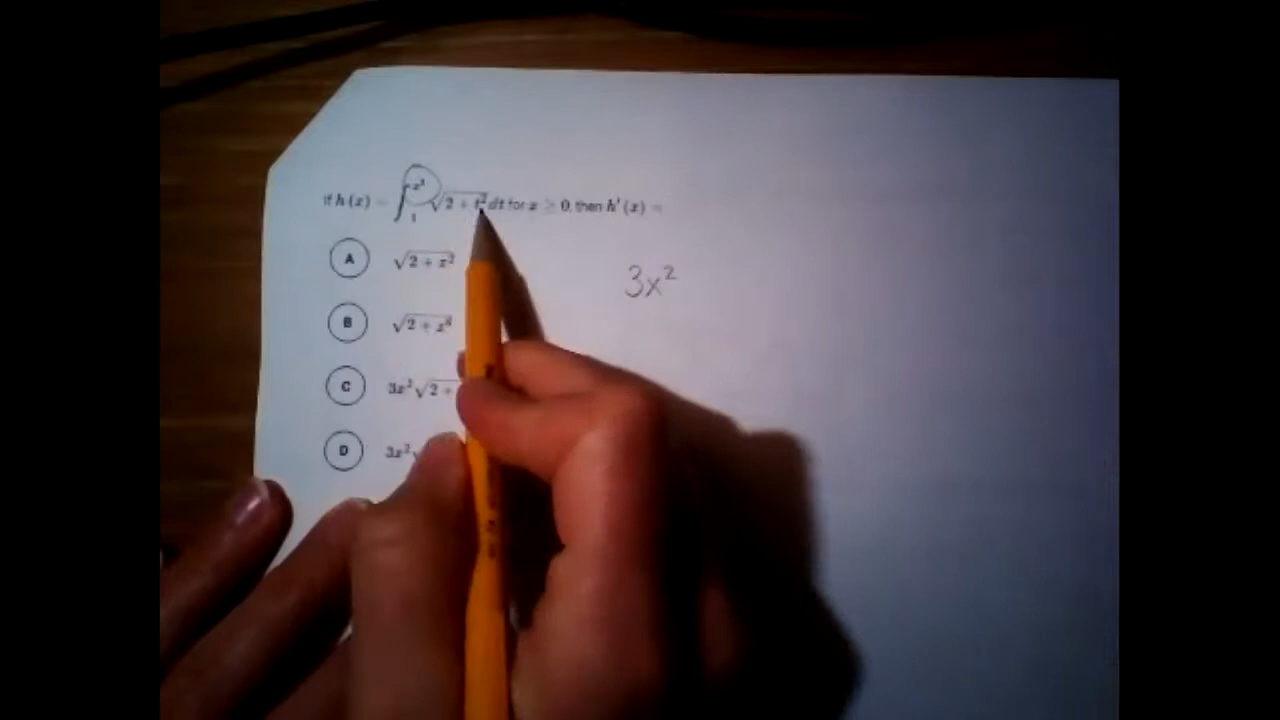 If h (x) = ∫₁^{x³} √(2 + t²) dt for x ≥ 0, then h′ (x) =
A √(2 + x²)
3x²
B √(2 + x⁶)
C 3x² √(2 +
D 3x²